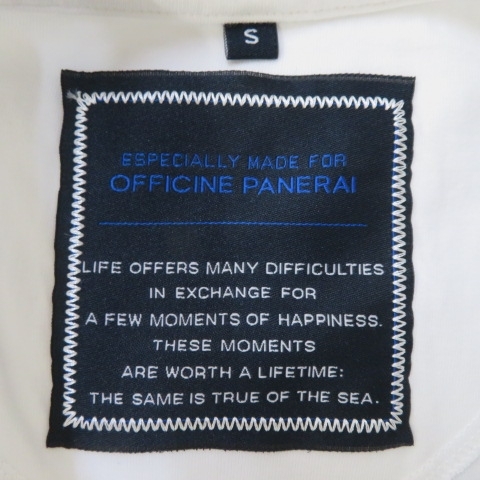 S
ESPECIALLY MADE FOR
OFFICINE PANERAI
LIFE OFFERS MANY DIFFICULTIES
IN EXCHANGE FOR
A FEW MOMENTS OF HAPPINESS.
THESE MOMENTS
ARE WORTH A LIFETIME:
THE SAME IS TRUE OF THE SEA.